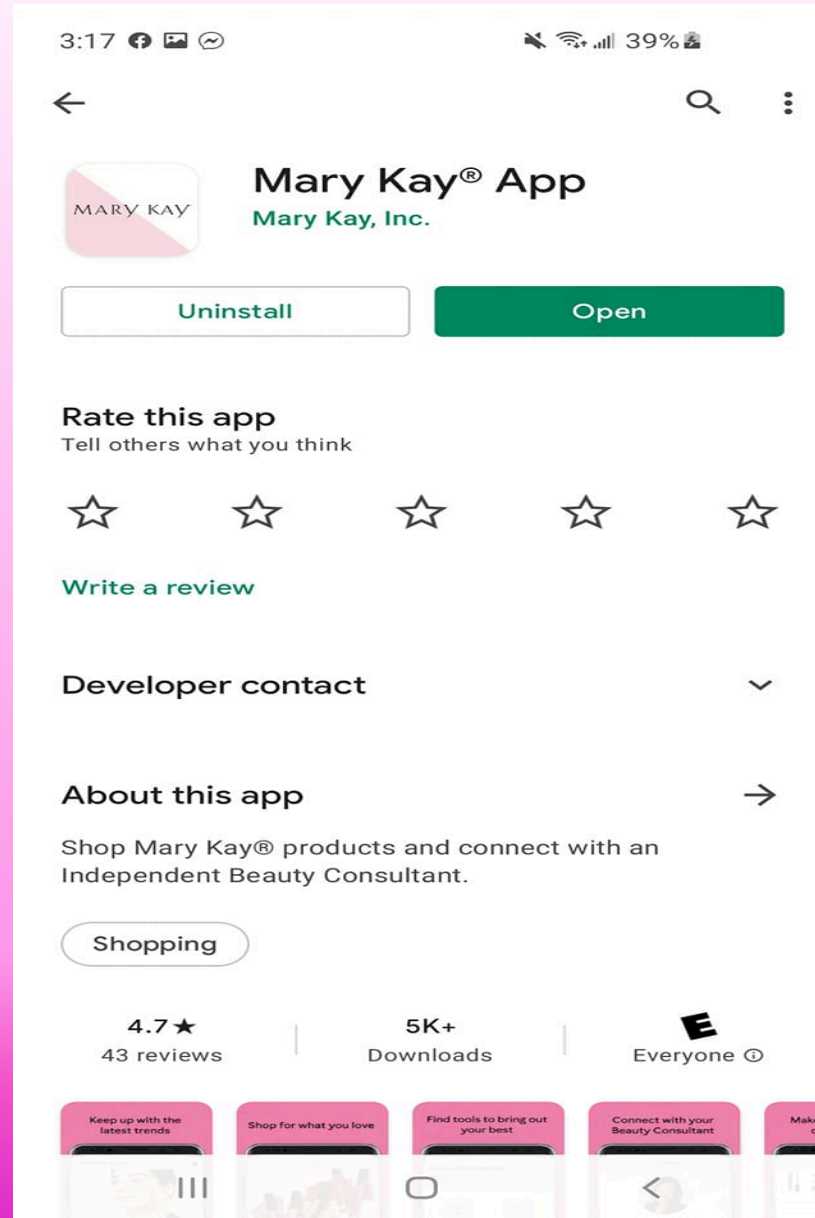 3:17
39%
MARY KAY
Mary Kay® App
Mary Kay, Inc.
Uninstall
Open
Rate this app
Tell others what you think
Write a review
Developer contact
About this app
Shop Mary Kay® products and connect with an
Independent Beauty Consultant.
Shopping
4.7★
43 reviews
5K+
Downloads
E
Everyone
Keep up with the
latest trends
Shop for what you love
Find tools to bring out
your best
Connect with your
Beauty Consultant